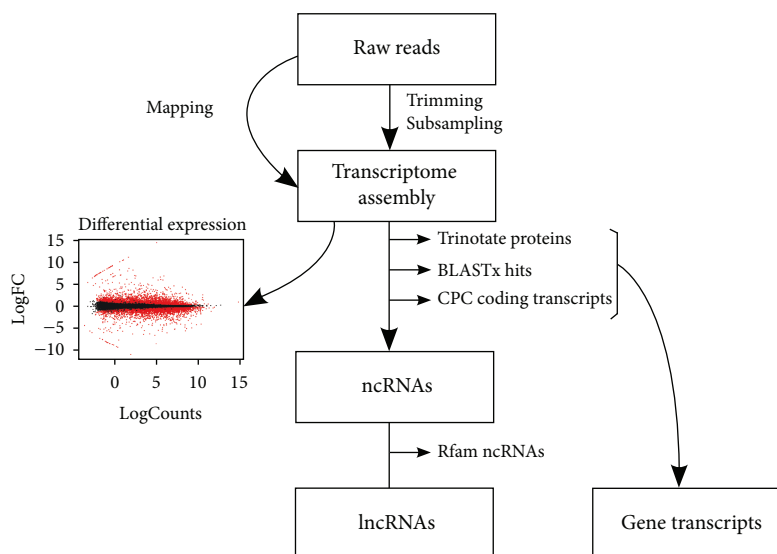 Raw reads
Mapping
Trimming
Subsampling
Transcriptome
assembly
Differential expression
Trinotate proteins
BLASTx hits
CPC coding transcripts
LogFC
15
10
5
0
−5
−10
0
5
10
15
LogCounts
ncRNAs
Rfam ncRNAs
lncRNAs
Gene transcripts